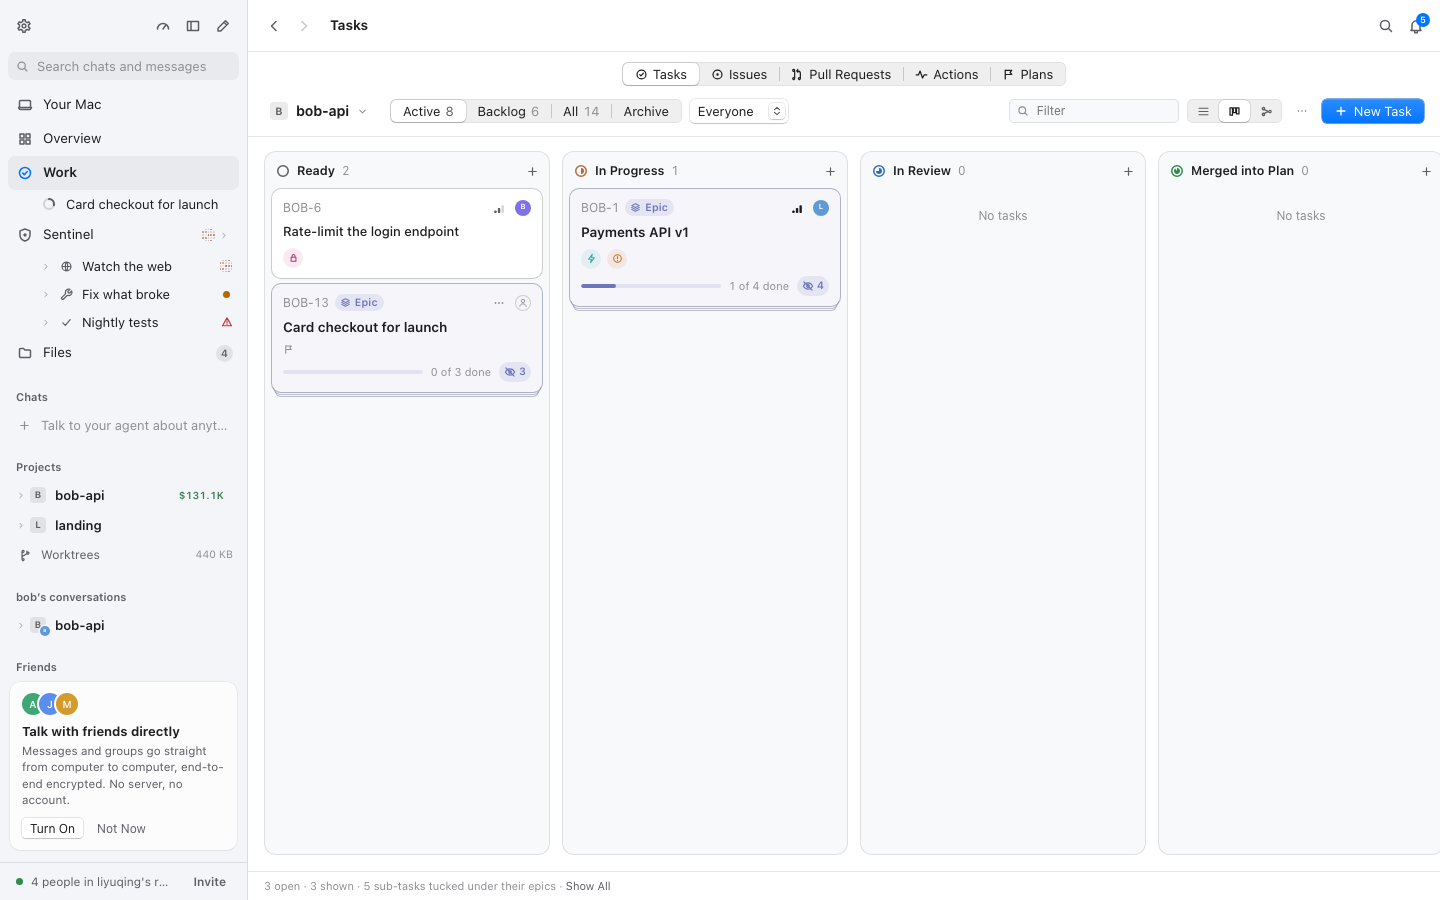 Tasks
5
Search chats and messages
Your Mac
Overview
Work
Card checkout for launch
Sentinel
Watch the web
Fix what broke
Nightly tests
Files 4
Chats
Talk to your agent about anyt...
Projects
B bob-api $131.1K
L landing
Worktrees 440 KB
bob's conversations
B bob-api
Friends
A J M
Talk with friends directly
Messages and groups go straight
from computer to computer, end-to-
end encrypted. No server, no
account.
Turn On Not Now
4 people in liyuqing's r... Invite
Tasks Issues Pull Requests Actions Plans
B bob-api Active 8 Backlog 6 All 14 Archive Everyone Filter ··· + New Task
Ready 2
BOB-6 B
Rate-limit the login endpoint
BOB-13 Epic ···
Card checkout for launch
0 of 3 done 3
In Progress 1
BOB-1 Epic L
Payments API v1
1 of 4 done 4
In Review 0
No tasks
Merged into Plan 0
No tasks
3 open · 3 shown · 5 sub-tasks tucked under their epics · Show All